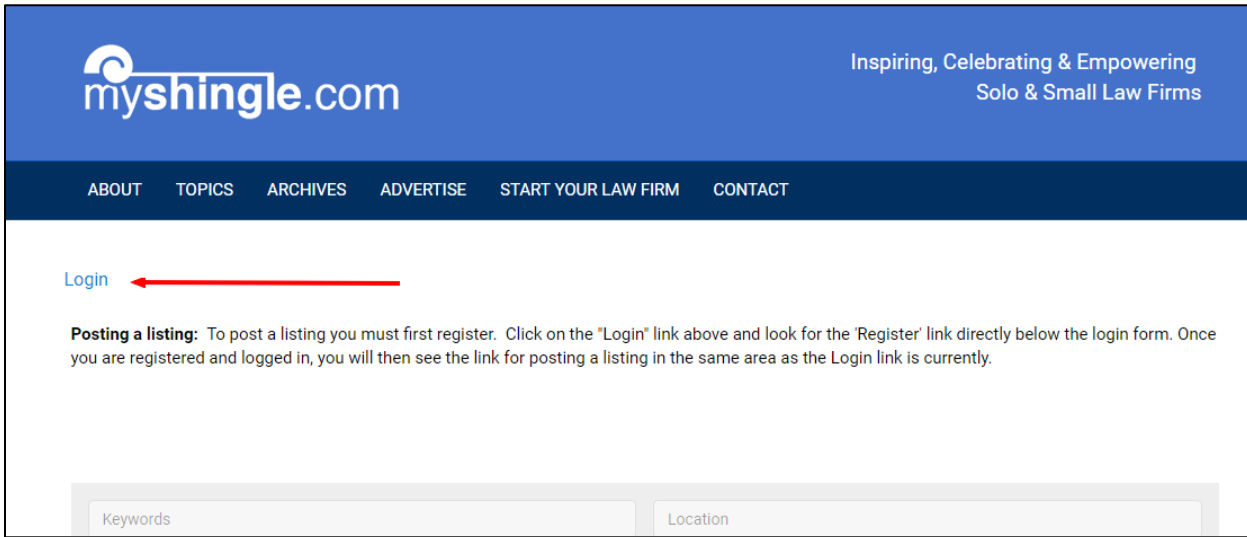 myshingle.com
Inspiring, Celebrating & Empowering
Solo & Small Law Firms
ABOUT TOPICS ARCHIVES ADVERTISE START YOUR LAW FIRM CONTACT
Login
Posting a listing: To post a listing you must first register. Click on the "Login" link above and look for the 'Register' link directly below the login form. Once
you are registered and logged in, you will then see the link for posting a listing in the same area as the Login link is currently.
Keywords Location